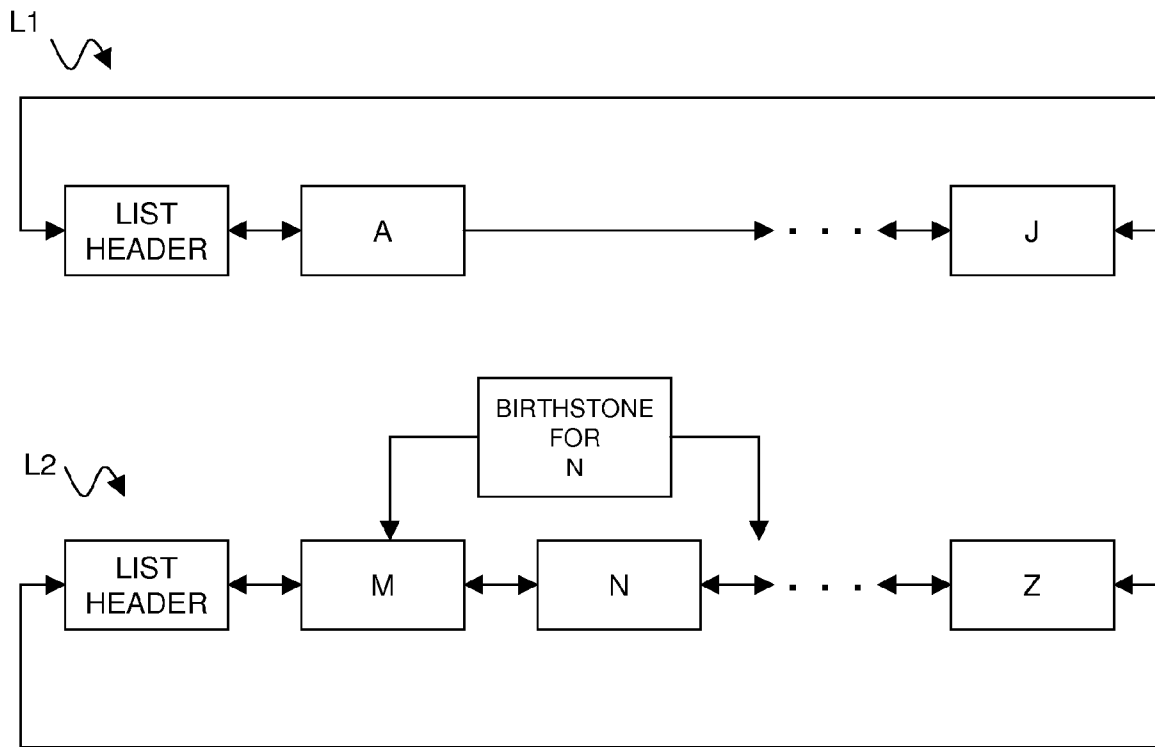 L1
LIST
HEADER
A
. . .
J
BIRTHSTONE
FOR
N
L2
LIST
HEADER
M
N
. . .
Z